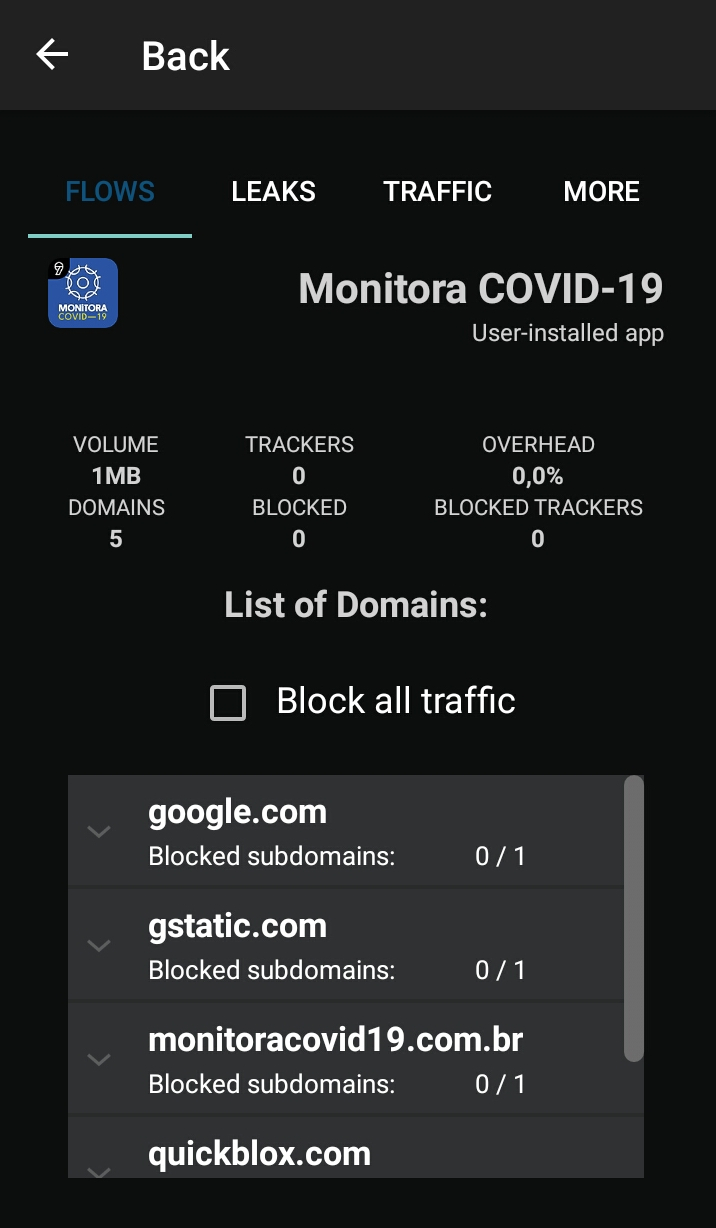 Back
FLOWS LEAKS TRAFFIC MORE
MONITORA
COVID—19
Monitora COVID-19
User-installed app
VOLUME TRACKERS OVERHEAD
1MB 0 0,0%
DOMAINS BLOCKED BLOCKED TRACKERS
5 0 0
List of Domains:
Block all traffic
google.com
Blocked subdomains: 0 / 1
gstatic.com
Blocked subdomains: 0 / 1
monitoracovid19.com.br
Blocked subdomains: 0 / 1
quickblox.com